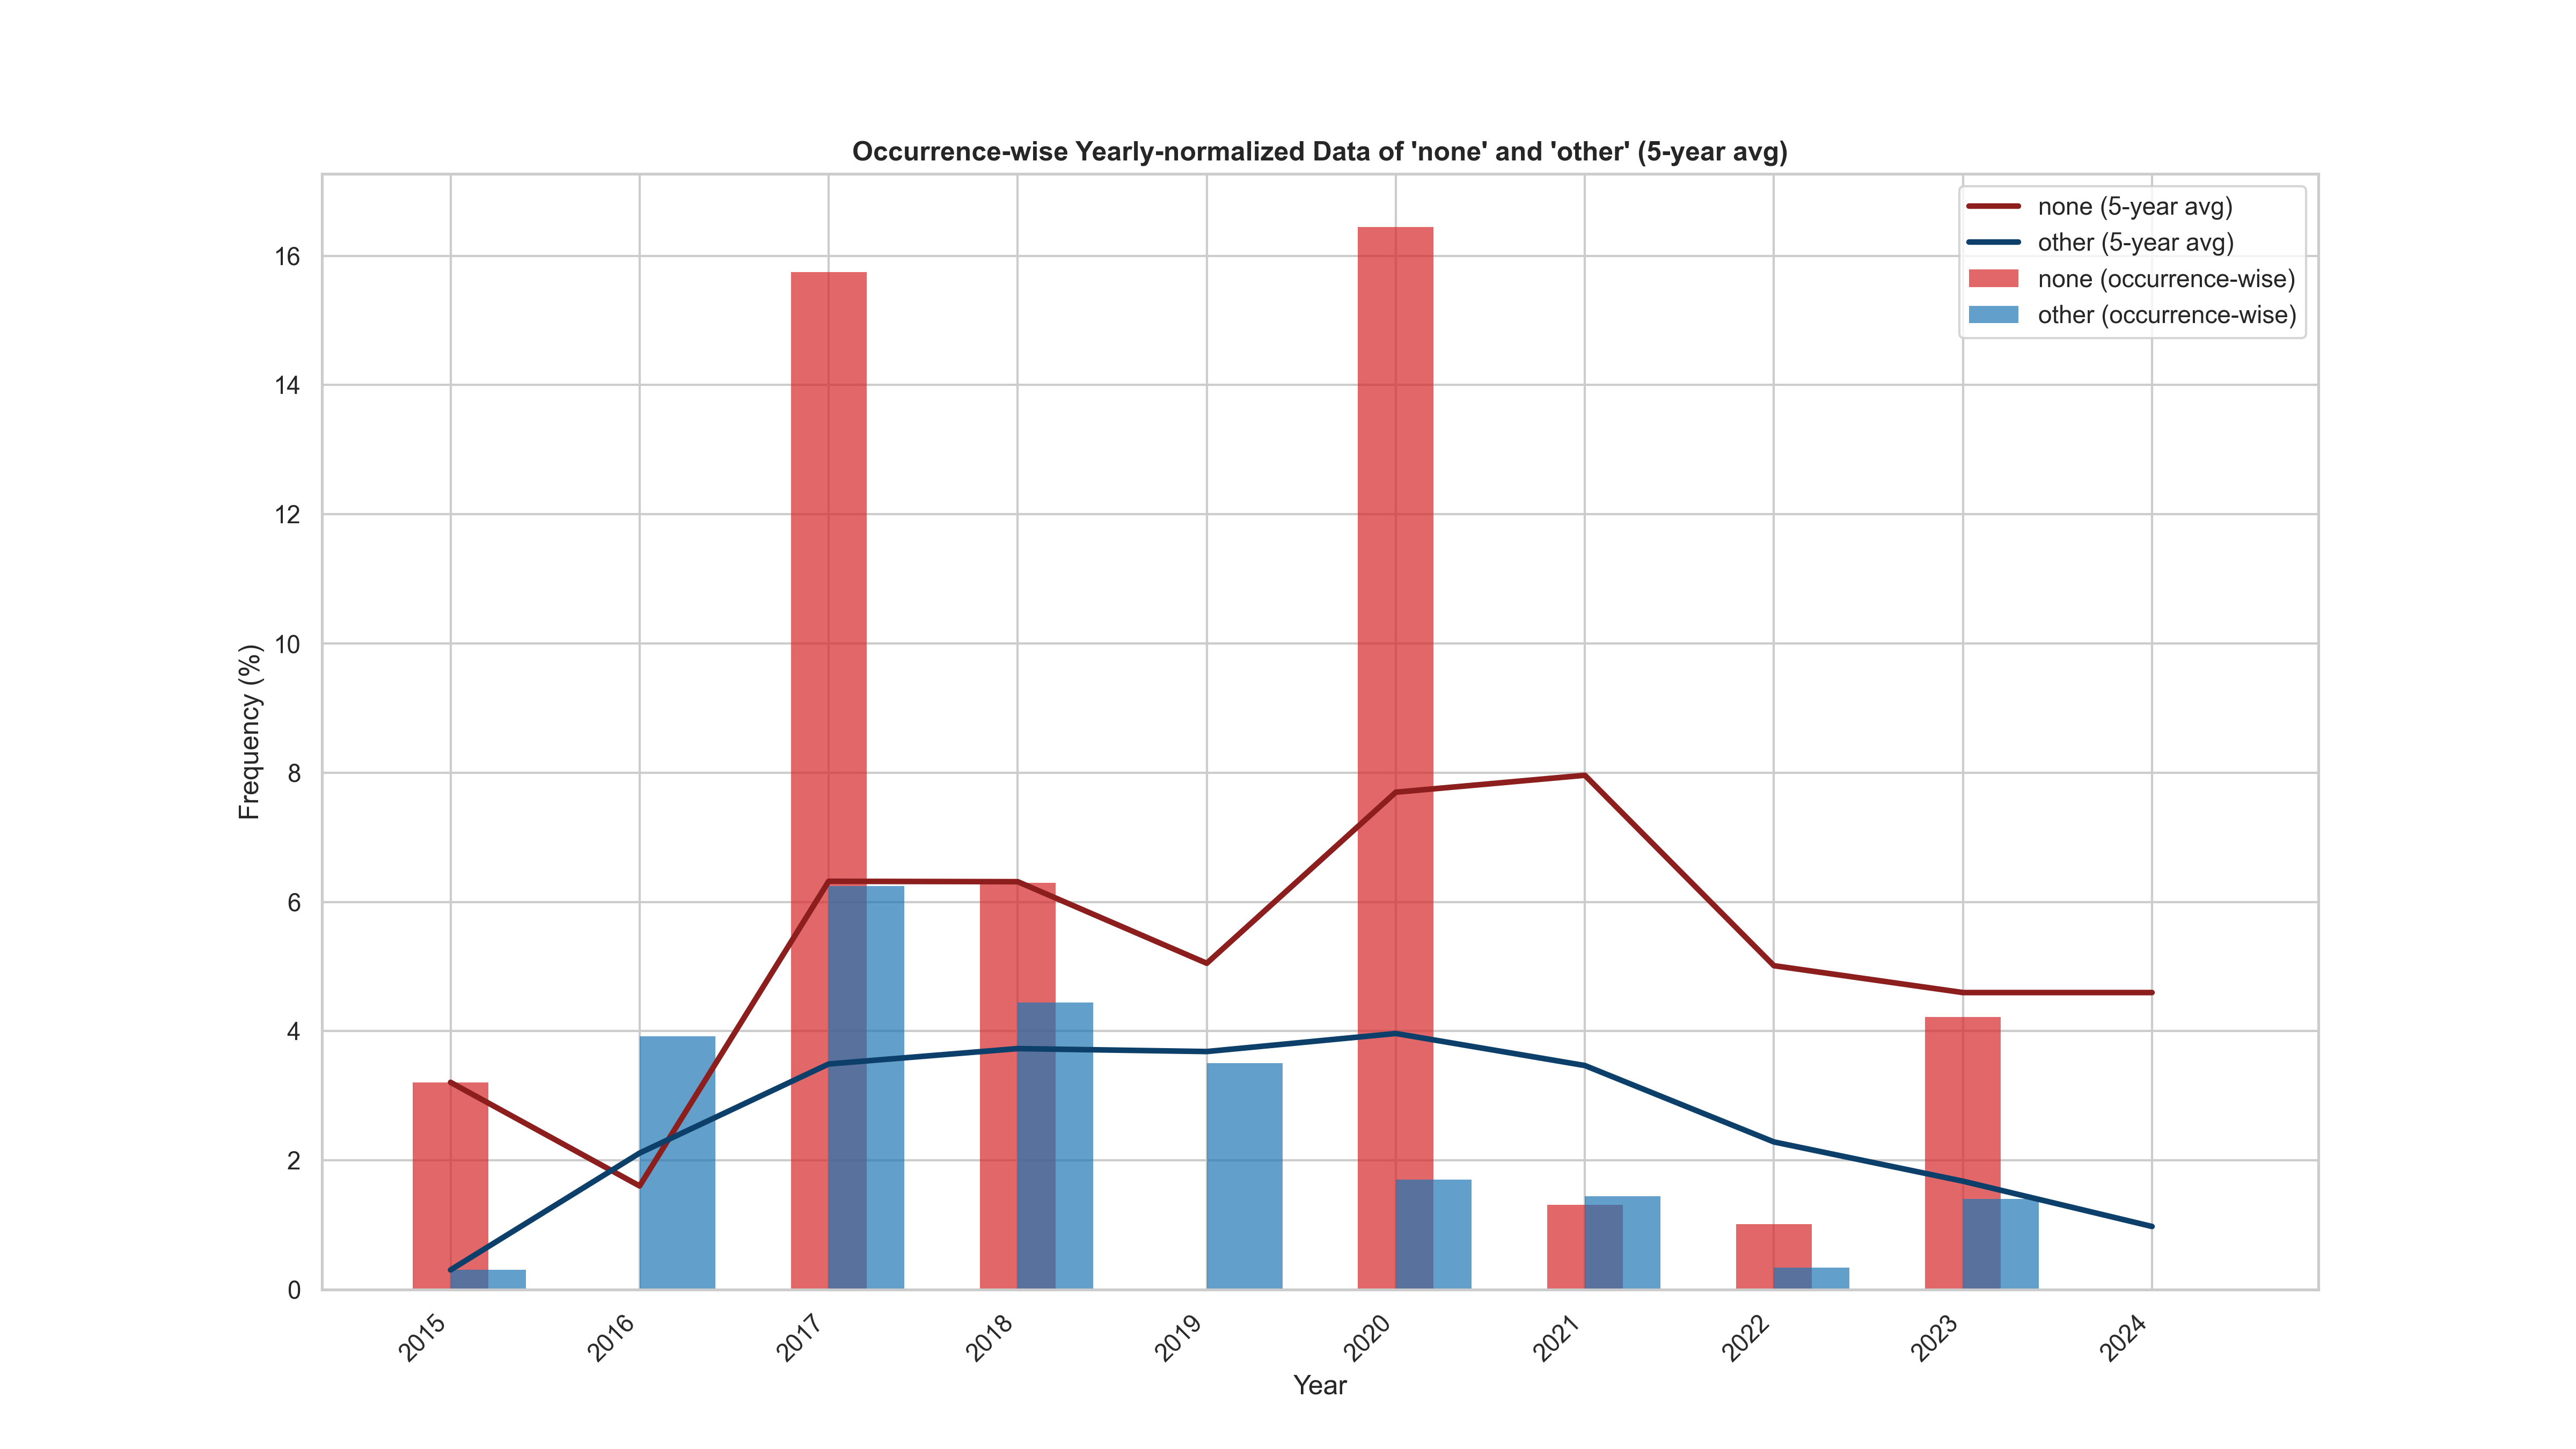 Occurrence-wise Yearly-normalized Data of 'none' and 'other' (5-year avg)
none (5-year avg)
other (5-year avg)
none (occurrence-wise)
other (occurrence-wise)
Frequency (%)
16
14
12
10
8
6
4
2
0
2015
2016
2017
2018
2019
2020
2021
2022
2023
2024
Year